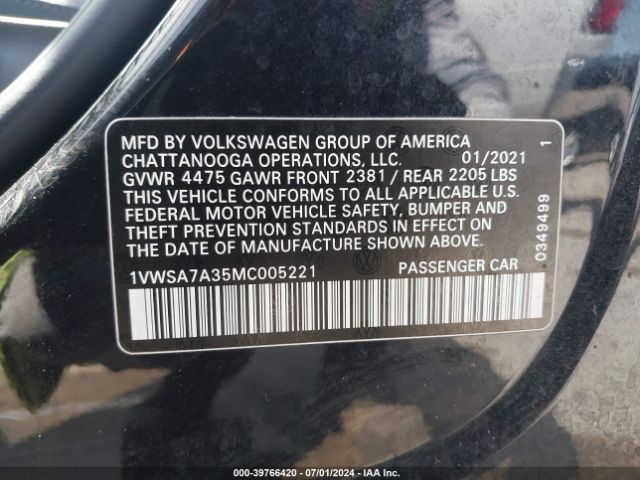 MFD BY VOLKSWAGEN GROUP OF AMERICA
CHATTANOOGA OPERATIONS, LLC. 01/2021
GVWR 4475 GAWR FRONT 2381 / REAR 2205 LBS
THIS VEHICLE CONFORMS TO ALL APPLICABLE U.S.
FEDERAL MOTOR VEHICLE SAFETY, BUMPER AND
THEFT PREVENTION STANDARDS IN EFFECT ON
THE DATE OF MANUFACTURE SHOWN ABOVE.
1VWSA7A35MC005221 PASSENGER CAR
0349499 1
000-39766420 • 07/01/2024 • IAA Inc.